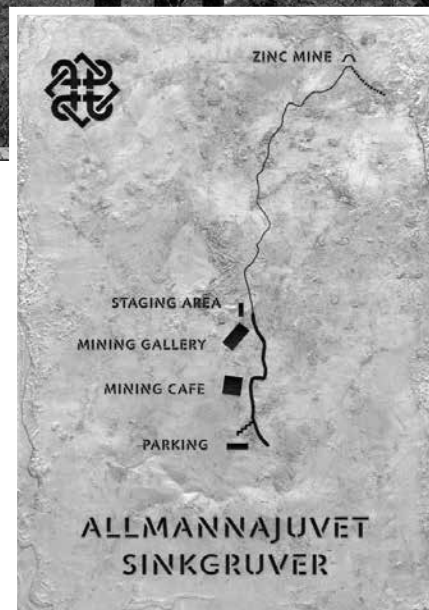 ZINC MINE
STAGING AREA
MINING GALLERY
MINING CAFE
PARKING
ALLMANNAJUVET
SINKGRUVER